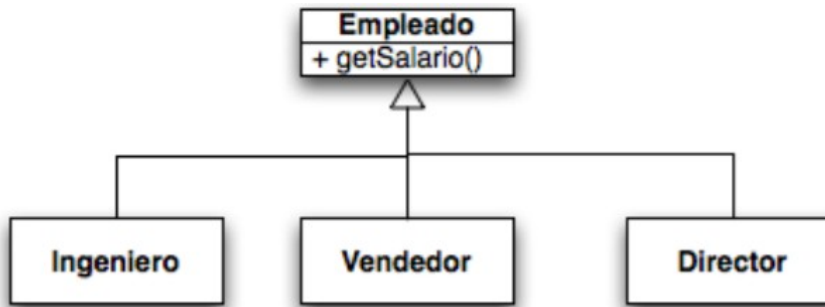 Empleado
+ getSalario()
Ingeniero
Vendedor
Director